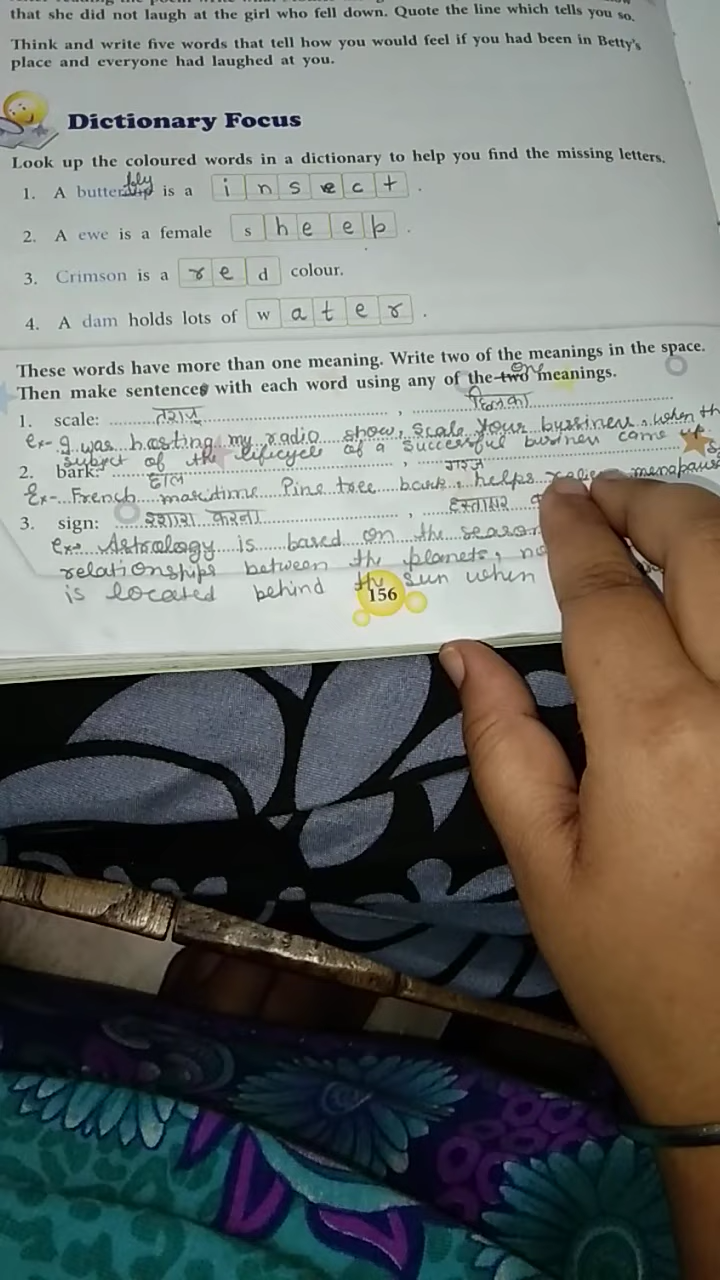 that she did not laugh at the girl who fell down. Quote the line which tells you so.
Think and write five words that tell how you would feel if you had been in Betty's
place and everyone had laughed at you.
Dictionary Focus
Look up the coloured words in a dictionary to help you find the missing letters.
1. A butterfly is a insect.
2. A ewe is a female sheep.
3. Crimson is a red colour.
4. A dam holds lots of water.
These words have more than one meaning. Write two of the meanings in the space.
Then make sentences with each word using any of the two meanings.
1. scale: तराजू, छिलका
ex- I was hosting my radio show, Scale Your bussiness, when the
subject of the lifecycle of a successful business came up.
2. bark: छाल, गरज
Ex- French maritime Pine tree bark, helps menapause
3. sign: इशारा करना, हस्ताक्षर
ex- Astrology is based on the season
relationships between the planets,
is located behind the sun when
156